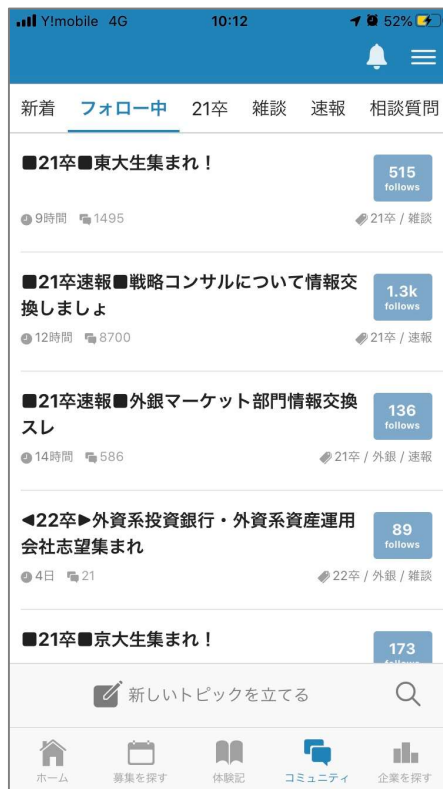 Y!mobile 4G 10:12 52%
新着 フォロー中 21卒 雑談 速報 相談質問
■21卒■東大生集まれ！
515
follows
9時間 1495 21卒 / 雑談
■21卒速報■戦略コンサルについて情報交
換しましょ
1.3k
follows
12時間 8700 21卒 / 速報
■21卒速報■外銀マーケット部門情報交換
スレ
136
follows
14時間 586 21卒 / 外銀 / 速報
◀22卒▶外資系投資銀行・外資系資産運用
会社志望集まれ
89
follows
4日 21 22卒 / 外銀 / 雑談
■21卒■京大生集まれ！
173
新しいトピックを立てる
ホーム 募集を探す 体験記 コミュニティ 企業を探す